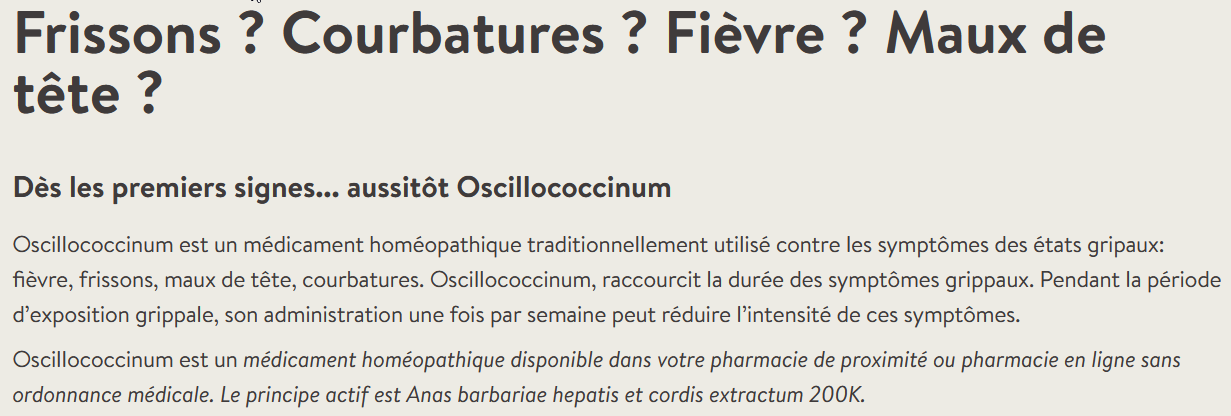 Frissons ? Courbatures ? Fièvre ? Maux de
tête ?
Dès les premiers signes... aussitôt Oscillococcinum
Oscillococcinum est un médicament homéopathique traditionnellement utilisé contre les symptômes des états gripaux:
fièvre, frissons, maux de tête, courbatures. Oscillococcinum, raccourcit la durée des symptômes grippaux. Pendant la période
d’exposition grippale, son administration une fois par semaine peut réduire l’intensité de ces symptômes.
Oscillococcinum est un médicament homéopathique disponible dans votre pharmacie de proximité ou pharmacie en ligne sans
ordonnance médicale. Le principe actif est Anas barbariae hepatis et cordis extractum 200K.